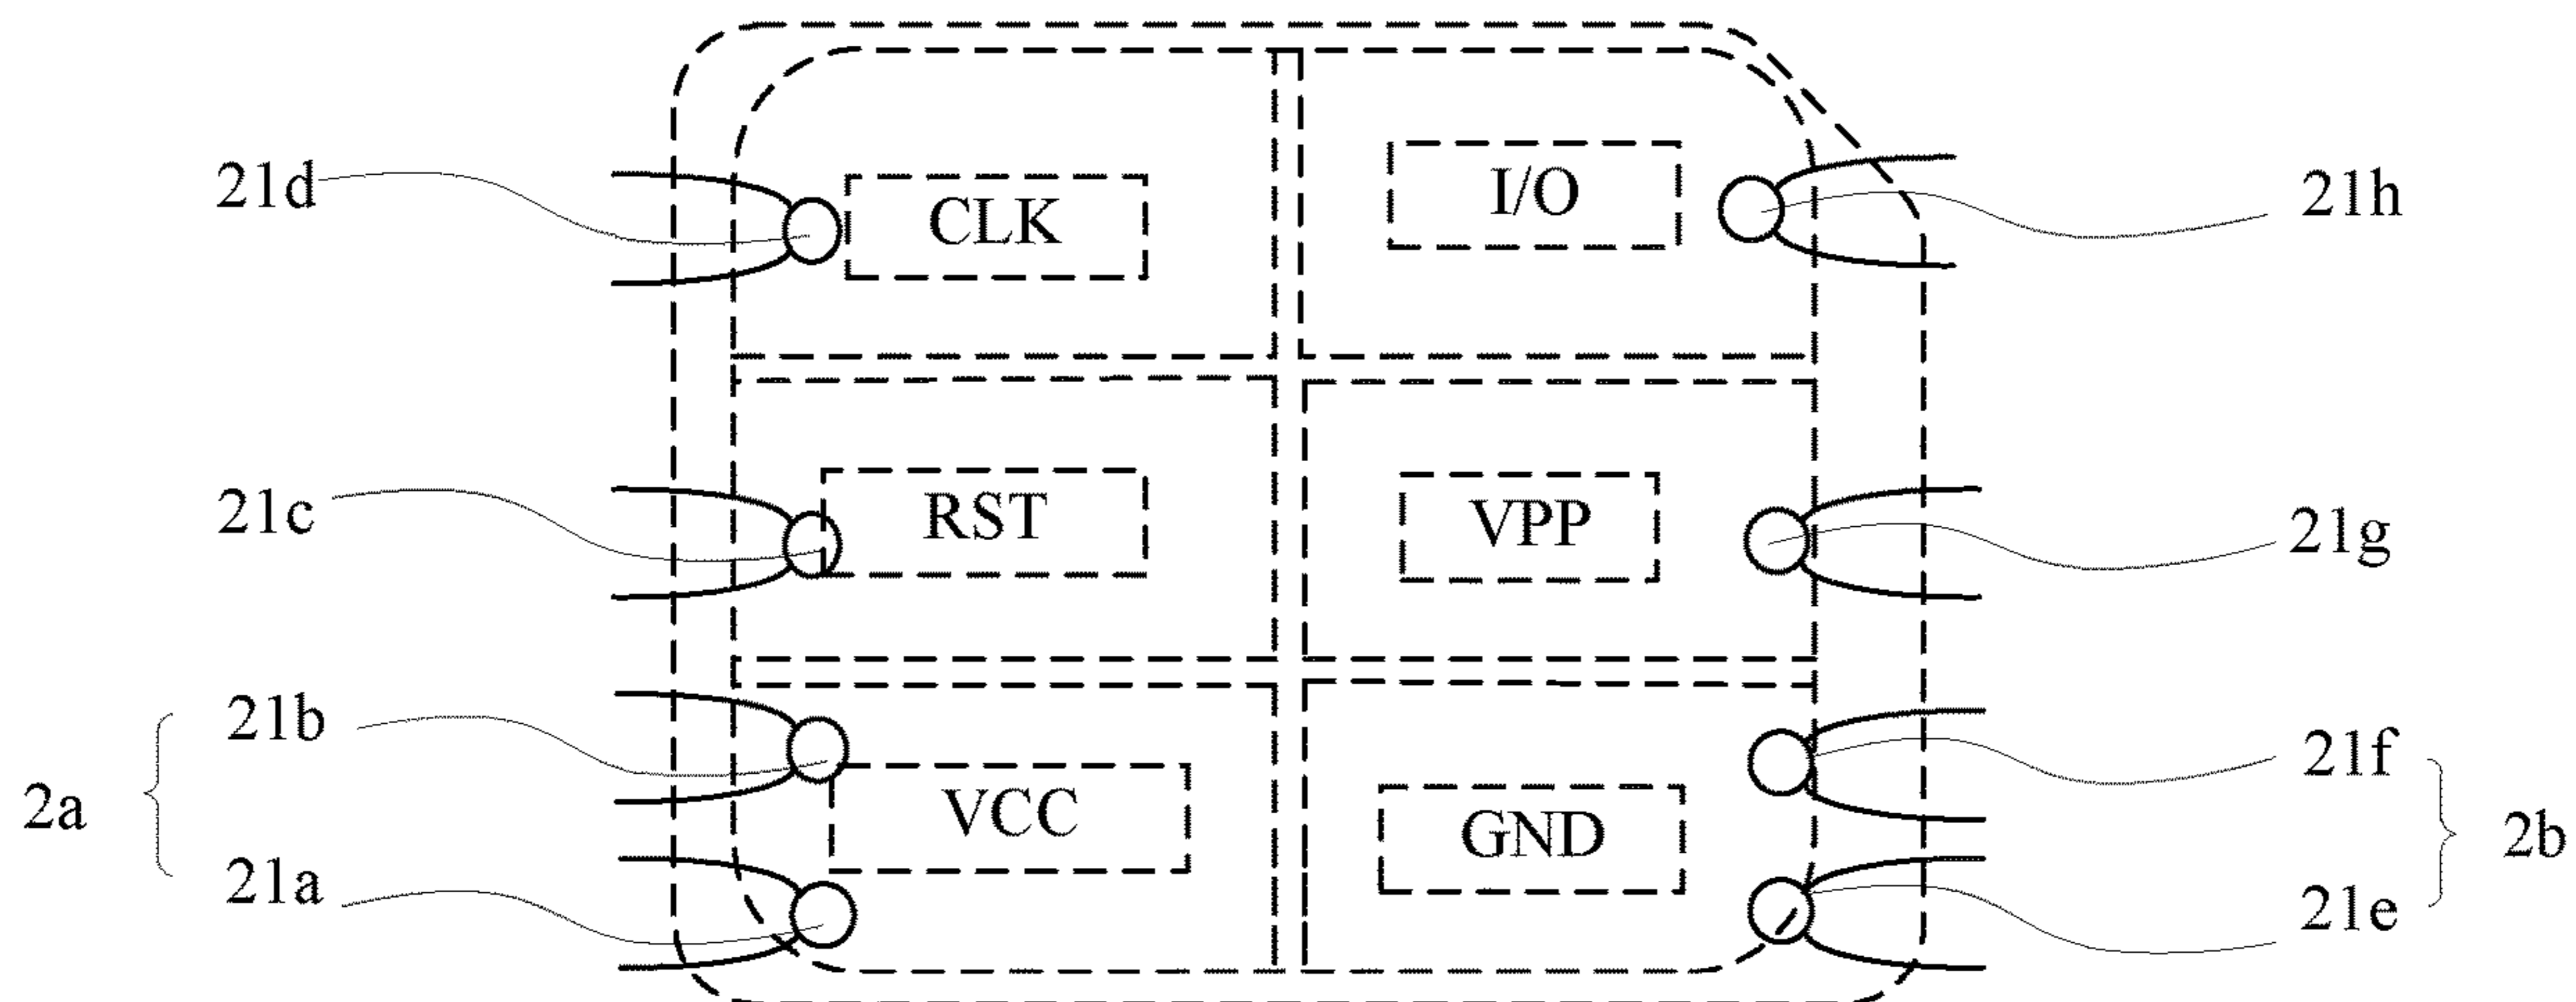 21d CLK I/O 21h
21c RST VPP 21g
21b 21f
2a VCC GND 2b
21a 21e